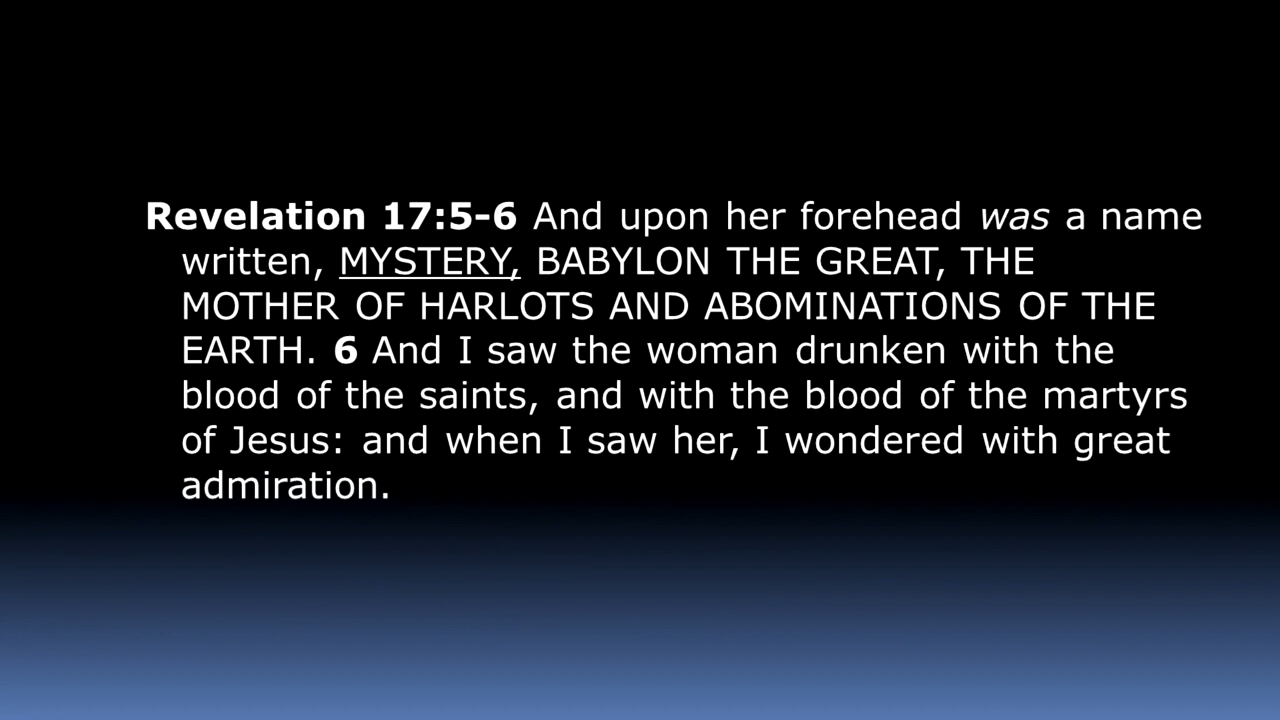 Revelation 17:5-6 And upon her forehead was a name
written, MYSTERY, BABYLON THE GREAT, THE
MOTHER OF HARLOTS AND ABOMINATIONS OF THE
EARTH. 6 And I saw the woman drunken with the
blood of the saints, and with the blood of the martyrs
of Jesus: and when I saw her, I wondered with great
admiration.